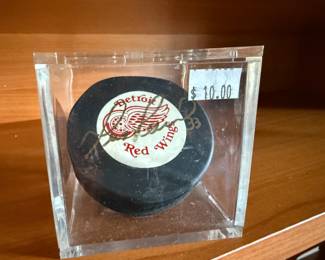 Detroit
Red Wings
$ 10.00